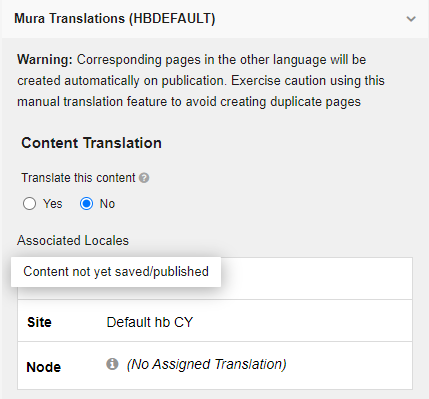 Mura Translations (HBDEFAULT)
Warning: Corresponding pages in the other language will be
created automatically on publication. Exercise caution using this
manual translation feature to avoid creating duplicate pages
Content Translation
Translate this content
Yes No
Associated Locales
Content not yet saved/published
Site Default hb CY
Node (No Assigned Translation)